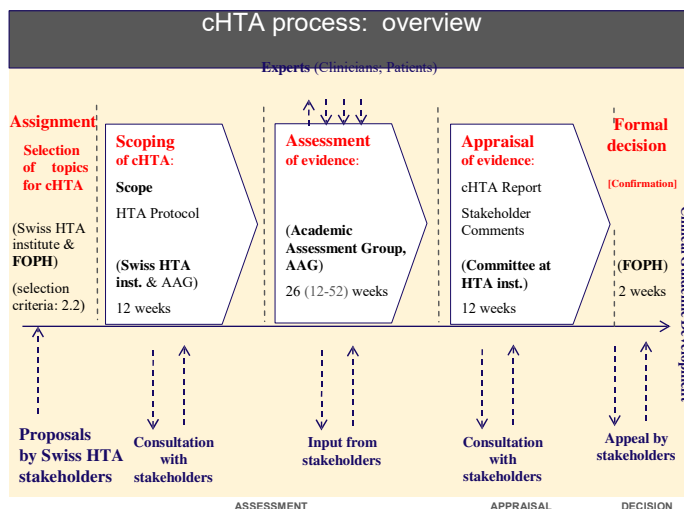 cHTA process: overview
Experts (Clinicians; Patients)
Assignment
Selection
of topics
for cHTA
(Swiss HTA
institute &
FOPH)
(selection
criteria: 2.2)
Scoping
of cHTA:
Scope
HTA Protocol
(Swiss HTA
inst. & AAG)
12 weeks
Assessment
of evidence:
(Academic
Assessment Group,
AAG)
26 (12-52) weeks
Appraisal
of evidence:
cHTA Report
Stakeholder
Comments
(Committee at
HTA inst.)
12 weeks
Formal
decision
[Confirmation]
(FOPH)
2 weeks
Proposals
by Swiss HTA
stakeholders
Consultation
with
stakeholders
Input from
stakeholders
Consultation
with
stakeholders
Appeal by
stakeholders
ASSESSMENT
APPRAISAL
DECISION